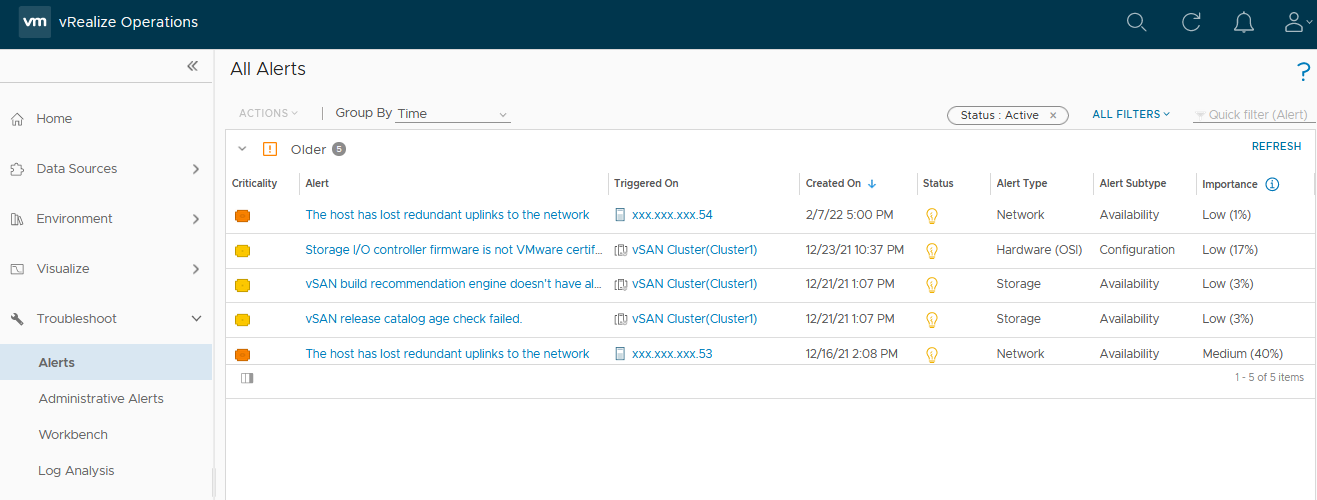 vm vRealize Operations
All Alerts
?
Home
Data Sources
Environment
Visualize
Troubleshoot
Alerts
Administrative Alerts
Workbench
Log Analysis
ACTIONS
Group By Time
Status : Active ×
ALL FILTERS
Quick filter (Alert)
Older 5
REFRESH
Criticality Alert Triggered On Created On Status Alert Type Alert Subtype Importance
The host has lost redundant uplinks to the network xxx.xxx.xxx.54 2/7/22 5:00 PM Network Availability Low (1%)
Storage I/O controller firmware is not VMware certif... vSAN Cluster(Cluster1) 12/23/21 10:37 PM Hardware (OSI) Configuration Low (17%)
vSAN build recommendation engine doesn't have al... vSAN Cluster(Cluster1) 12/21/21 1:07 PM Storage Availability Low (3%)
vSAN release catalog age check failed. vSAN Cluster(Cluster1) 12/21/21 1:07 PM Storage Availability Low (3%)
The host has lost redundant uplinks to the network xxx.xxx.xxx.53 12/16/21 2:08 PM Network Availability Medium (40%)
1 - 5 of 5 items